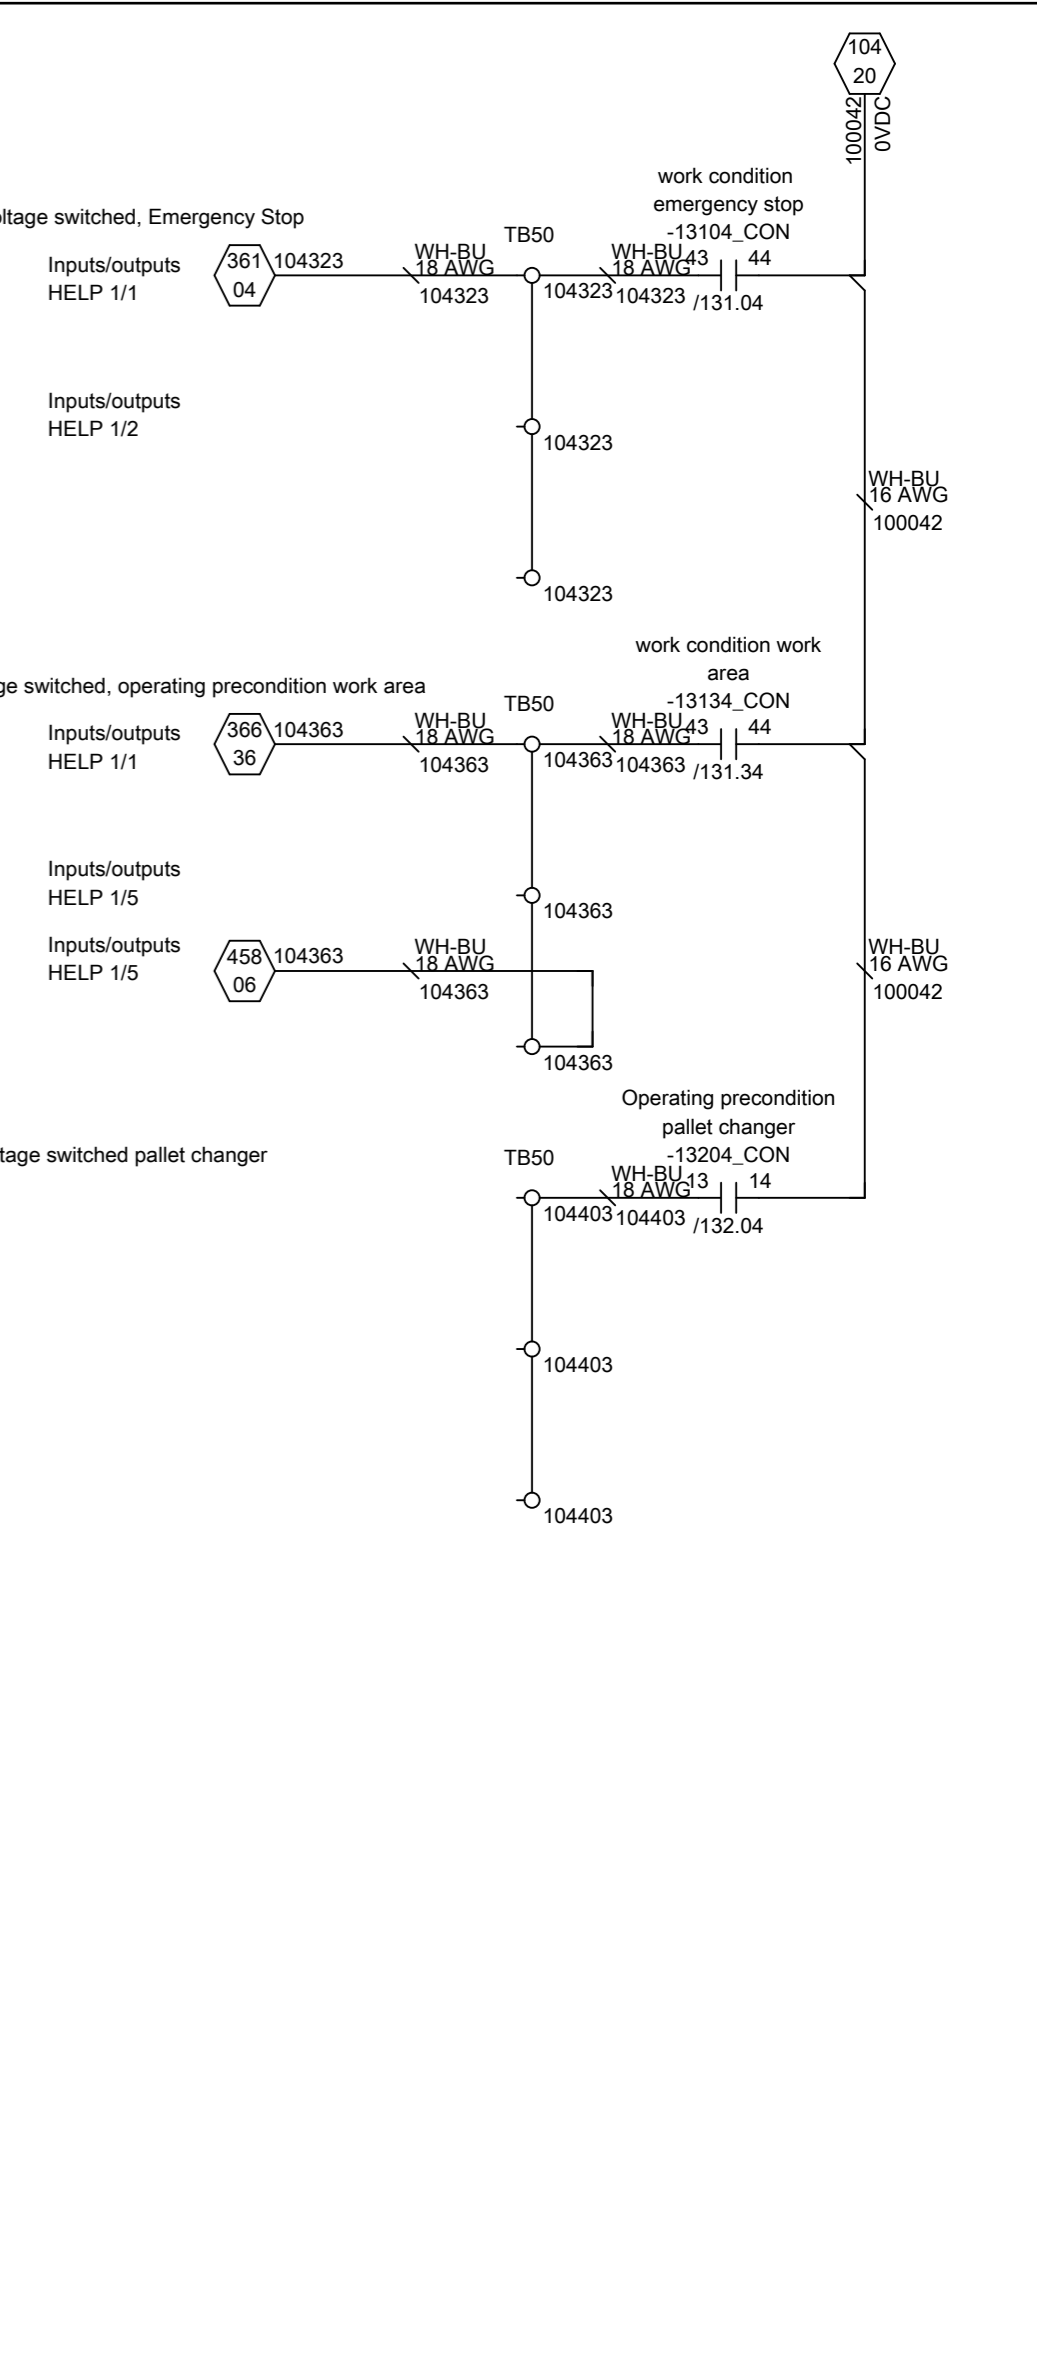 104
20
100042
0VDC
work condition
emergency stop
-13104_CON
oltage switched, Emergency Stop
TB50
Inputs/outputs
HELP 1/1
361
04
104323
WH-BU
18 AWG
104323
104323
WH-BU
18 AWG
104323
43
44
/131.04
Inputs/outputs
HELP 1/2
104323
WH-BU
16 AWG
100042
104323
work condition work
area
-13134_CON
ge switched, operating precondition work area
TB50
Inputs/outputs
HELP 1/1
366
36
104363
WH-BU
18 AWG
104363
104363
WH-BU
18 AWG
104363
43
44
/131.34
Inputs/outputs
HELP 1/5
104363
Inputs/outputs
HELP 1/5
458
06
104363
WH-BU
18 AWG
104363
WH-BU
16 AWG
100042
104363
Operating precondition
pallet changer
-13204_CON
tage switched pallet changer
TB50
104403
WH-BU
18 AWG
104403
13
14
/132.04
104403
104403